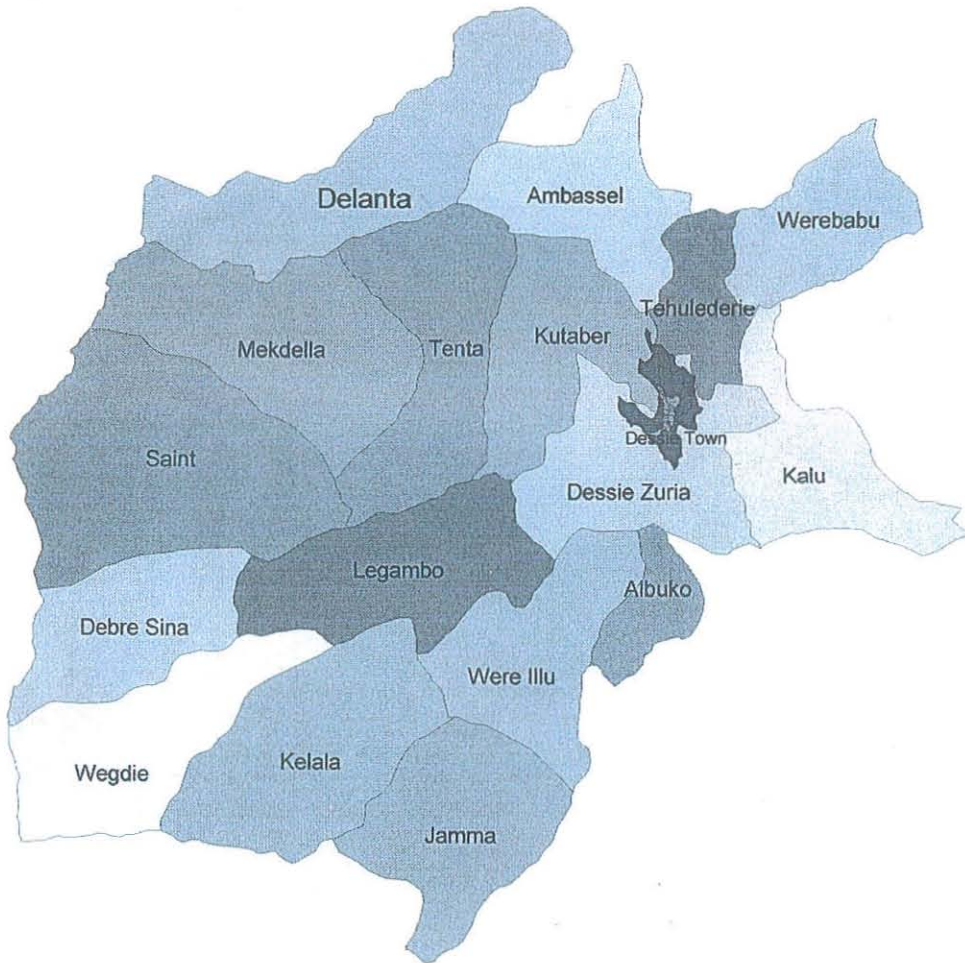 Delanta
Ambassel
Werebabu
Tehulederie
Kutaber
Mekdella
Tenta
Dessie Town
Saint
Kalu
Dessie Zuria
Legambo
Albuko
Debre Sina
Were Illu
Kelala
Wegdie
Jamma